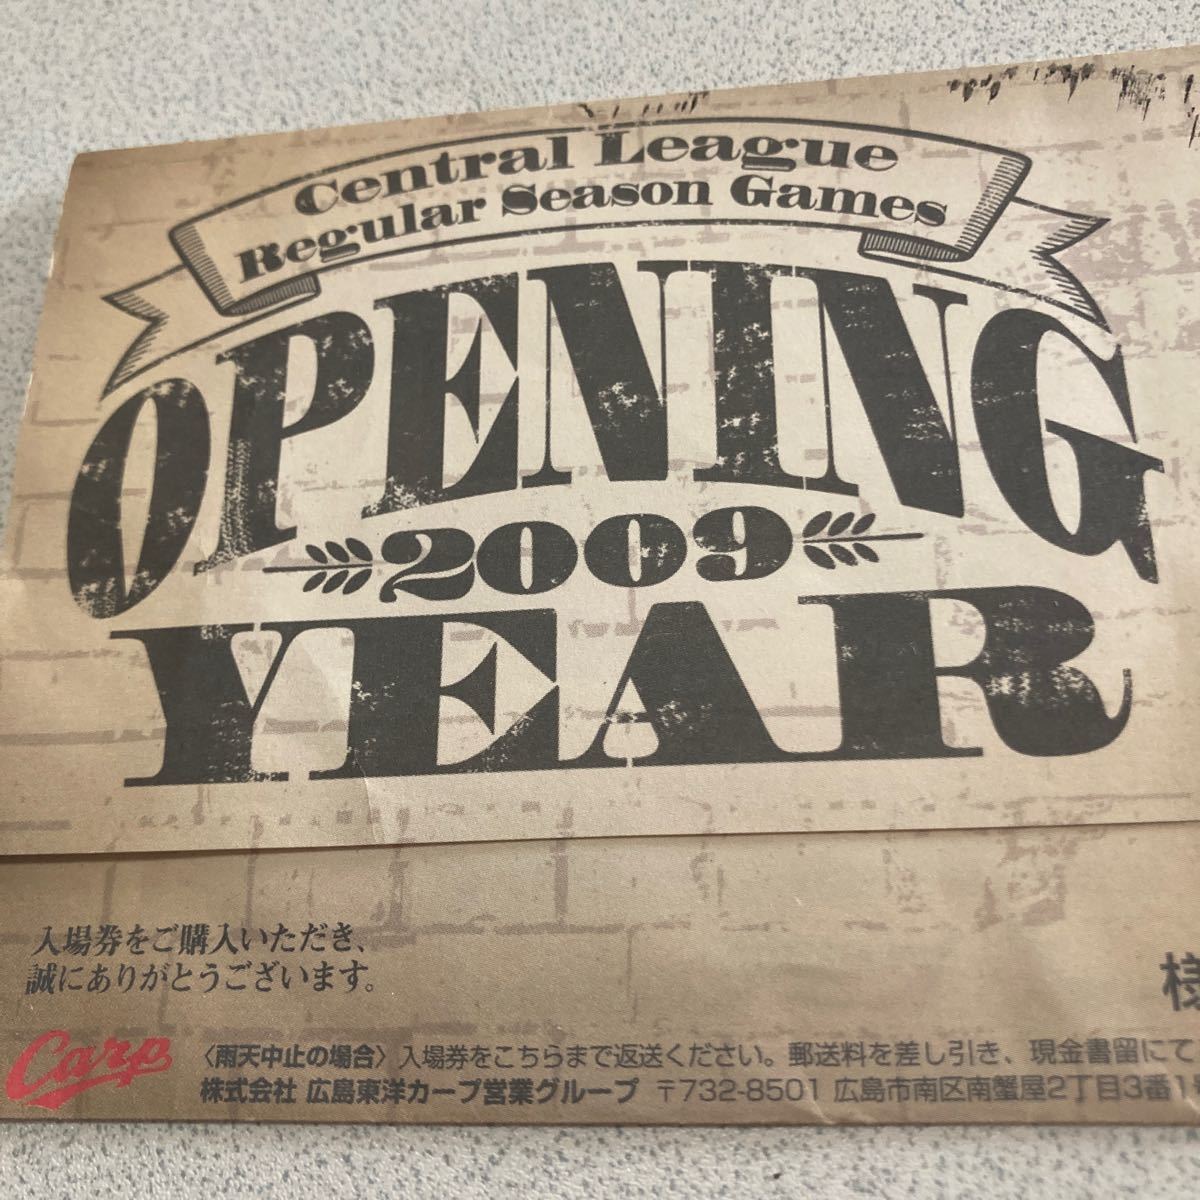 Central League
Regular Season Games
OPENING
2009
YEAR
入場券をご購入いただき、
誠にありがとうございます。
様
Carp
〈雨天中止の場合〉入場券をこちらまで返送ください。郵送料を差し引き、現金書留にて
株式会社 広島東洋カープ営業グループ 〒732-8501 広島市南区南蟹屋2丁目3番1